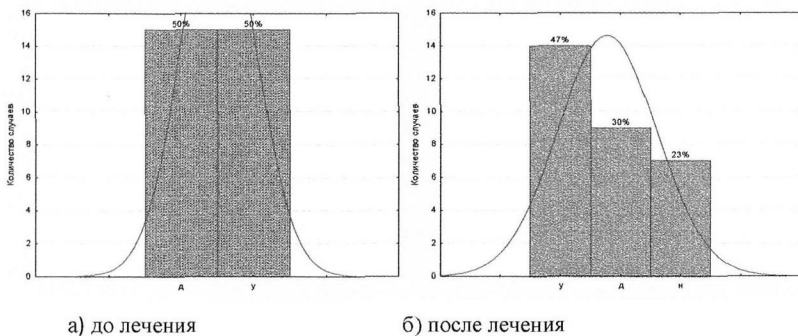 50%
50%
16
14
12
10
8
6
4
2
0
Количество случаев
д
у
47%
30%
23%
16
14
12
10
8
6
4
2
0
Количество случаев
у
д
н
а) до лечения
б) после лечения